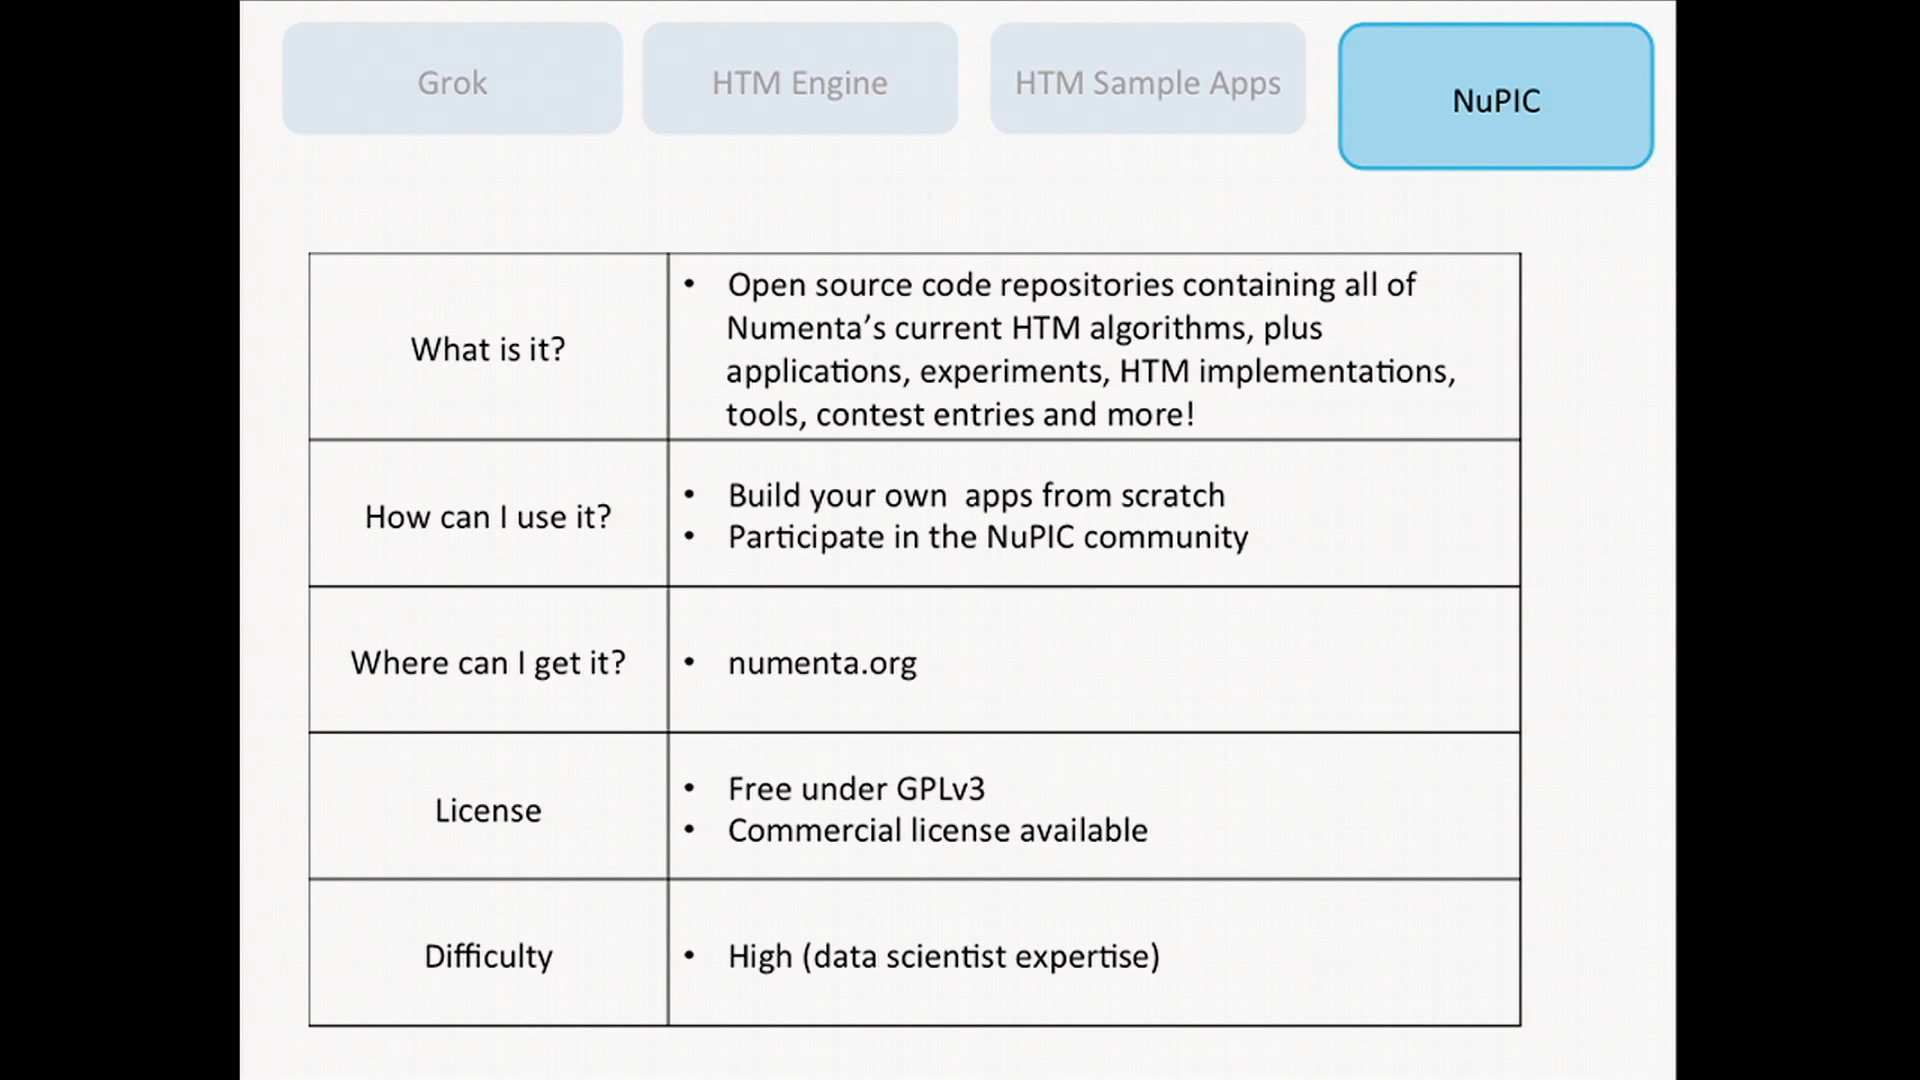 Grok
HTM Engine
HTM Sample Apps
NuPIC
What is it?
• Open source code repositories containing all of
Numenta’s current HTM algorithms, plus
applications, experiments, HTM implementations,
tools, contest entries and more!
How can I use it?
• Build your own  apps from scratch
• Participate in the NuPIC community
Where can I get it?
• numenta.org
License
• Free under GPLv3
• Commercial license available
Difficulty
• High (data scientist expertise)